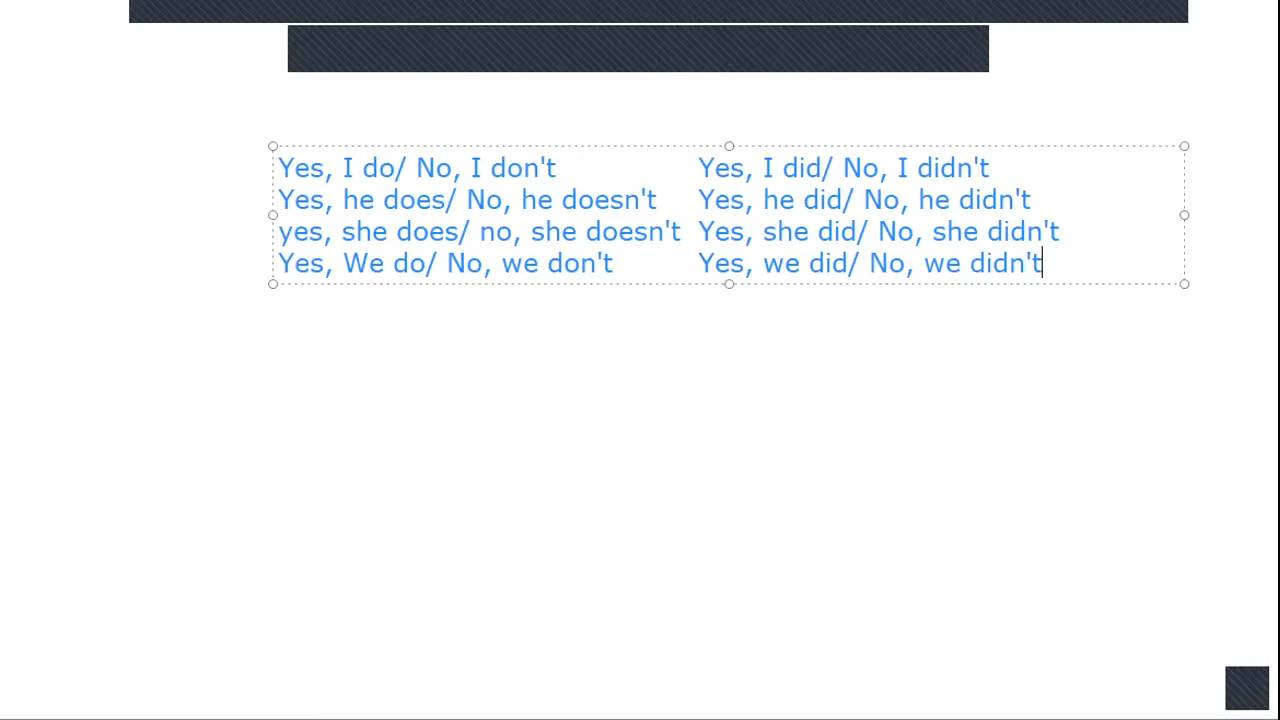 Yes, I do/ No, I don't Yes, I did/ No, I didn't
Yes, he does/ No, he doesn't Yes, he did/ No, he didn't
yes, she does/ no, she doesn't Yes, she did/ No, she didn't
Yes, We do/ No, we don't Yes, we did/ No, we didn't